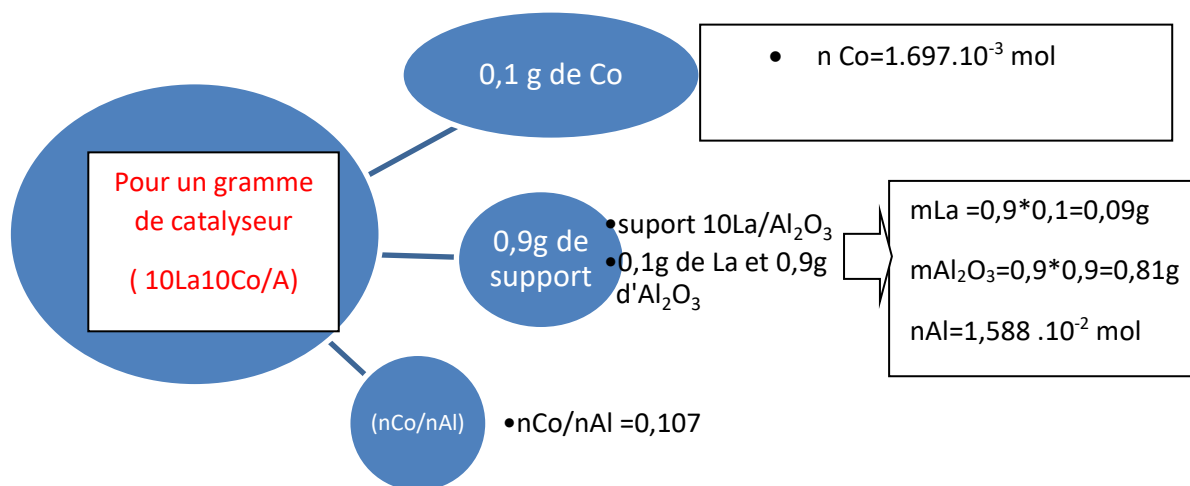 0,1 g de Co
• n Co=1.697.10⁻³ mol
Pour un gramme
de catalyseur
( 10La10Co/A)
0,9g de
support
•suport 10La/Al₂O₃
•0,1g de La et 0,9g
d'Al₂O₃
mLa =0,9*0,1=0,09g
mAl₂O₃=0,9*0,9=0,81g
nAl=1,588 .10⁻² mol
(nCo/nAl)
•nCo/nAl =0,107